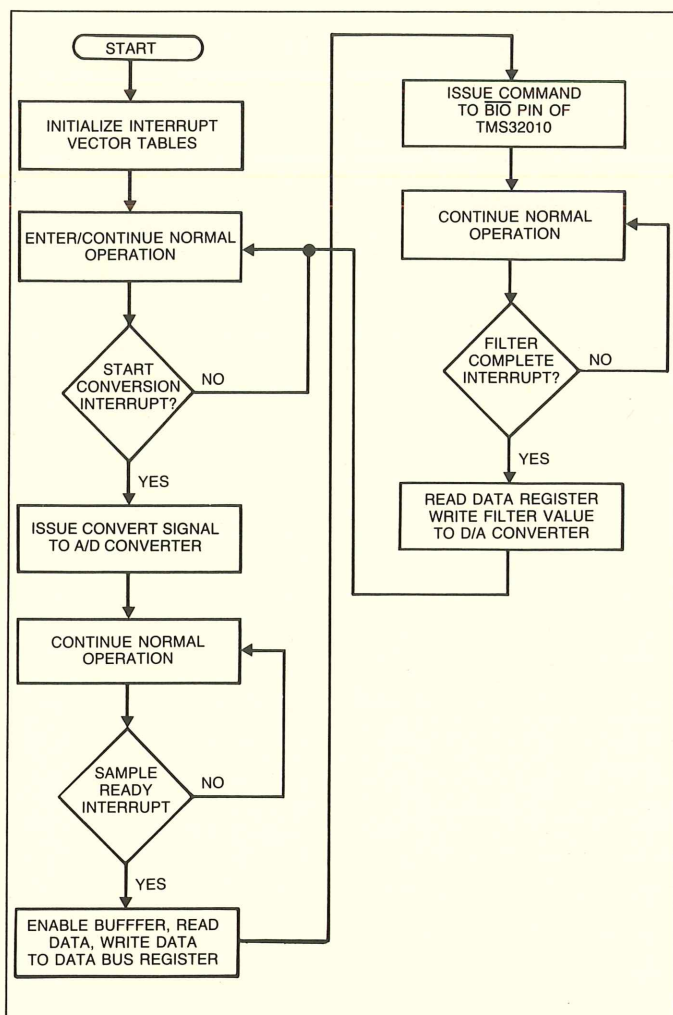 START
INITIALIZE INTERRUPT
VECTOR TABLES
ENTER/CONTINUE NORMAL
OPERATION
START
CONVERSION
INTERRUPT?
NO
YES
ISSUE CONVERT SIGNAL
TO A/D CONVERTER
CONTINUE NORMAL
OPERATION
SAMPLE
READY
INTERRUPT
NO
YES
ENABLE BUFFFER, READ
DATA, WRITE DATA
TO DATA BUS REGISTER
ISSUE COMMAND
TO B̅I̅O̅ PIN OF
TMS32010
CONTINUE NORMAL
OPERATION
FILTER
COMPLETE
INTERRUPT?
NO
YES
READ DATA REGISTER
WRITE FILTER VALUE
TO D/A CONVERTER